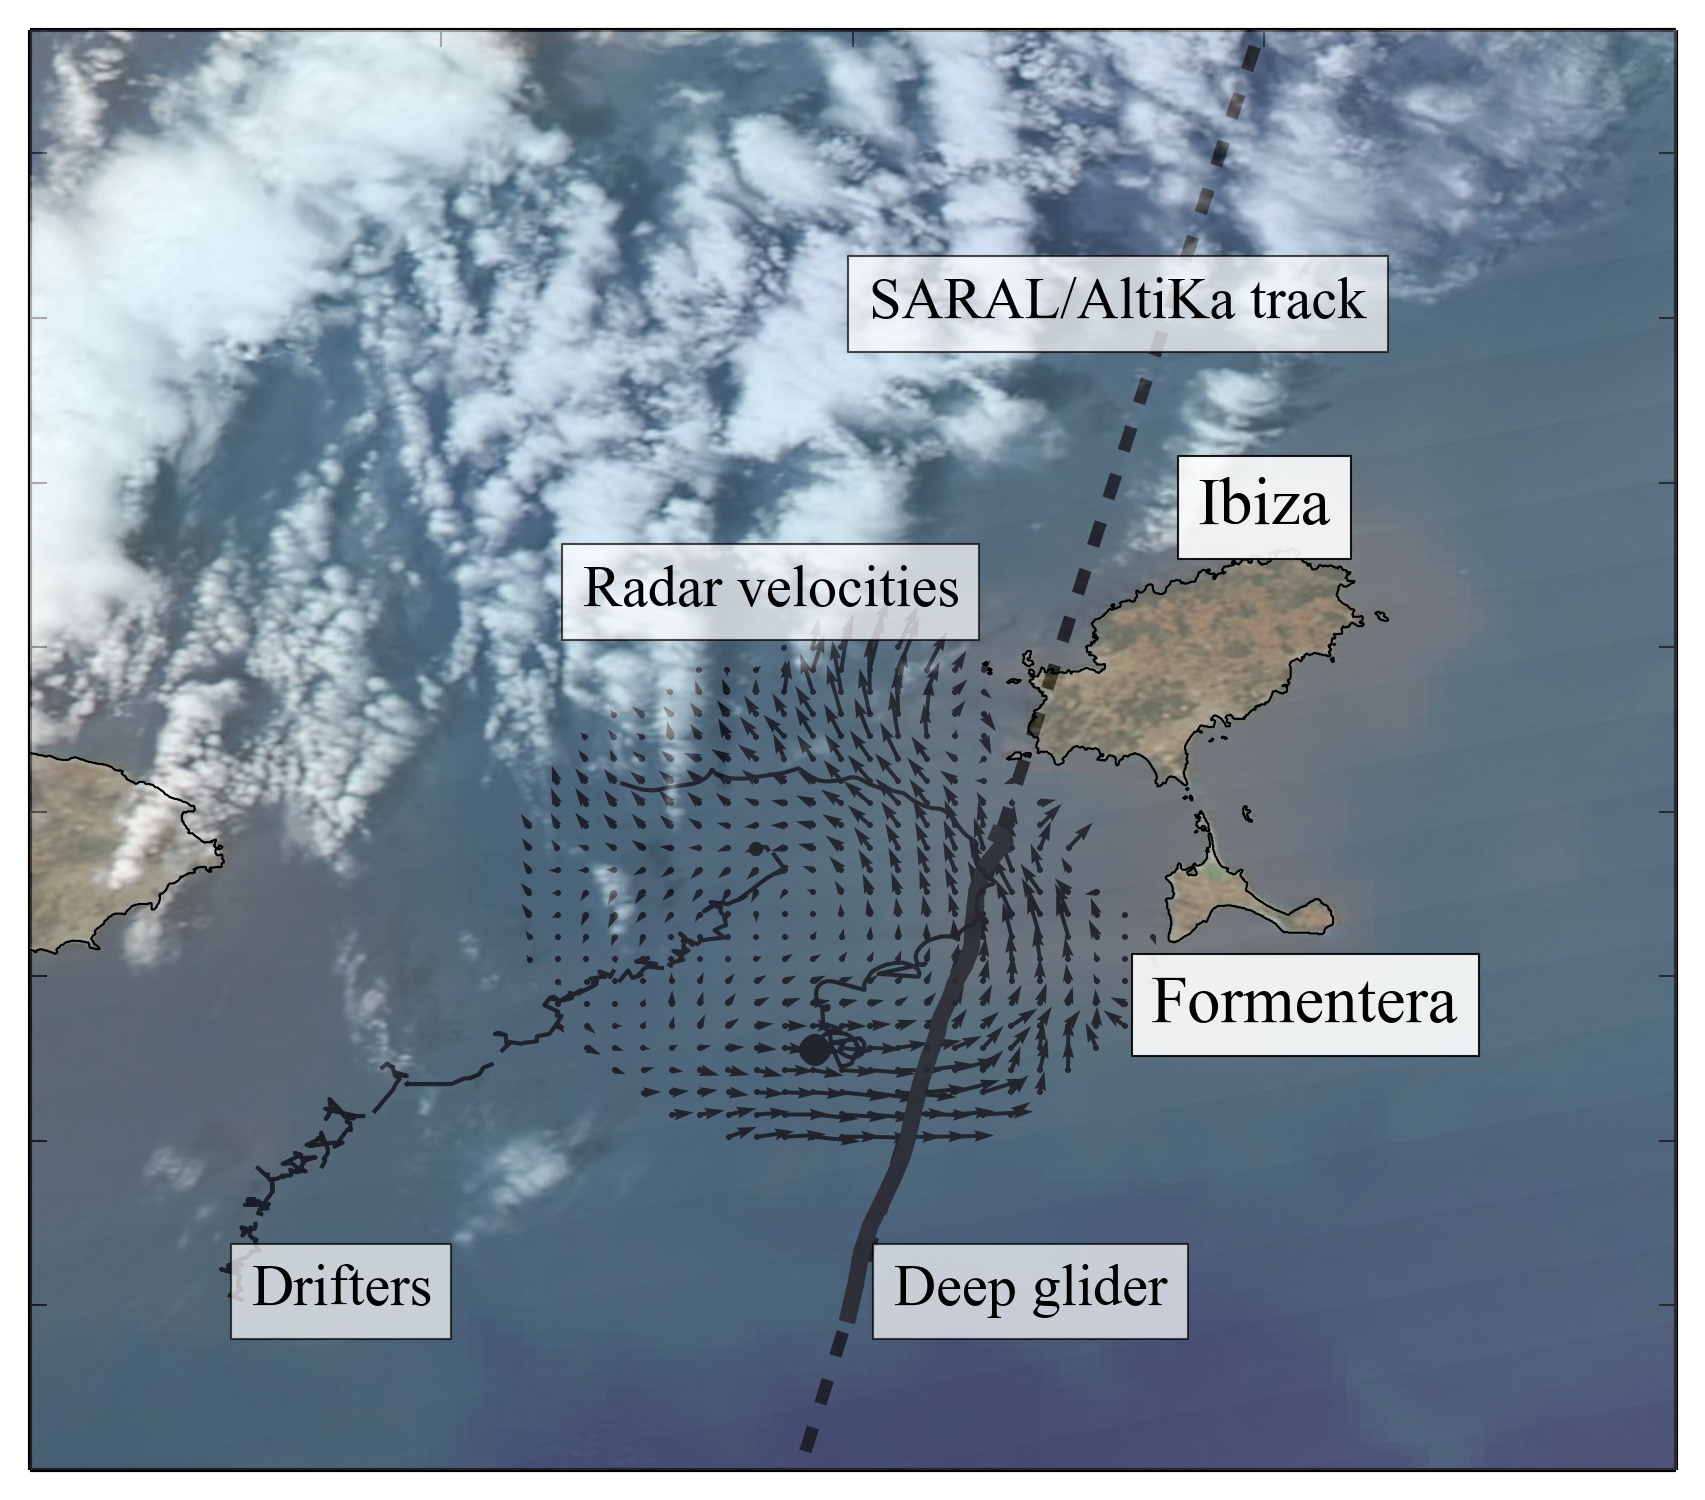 SARAL/AltiKa track
Ibiza
Radar velocities
Formentera
Drifters
Deep glider